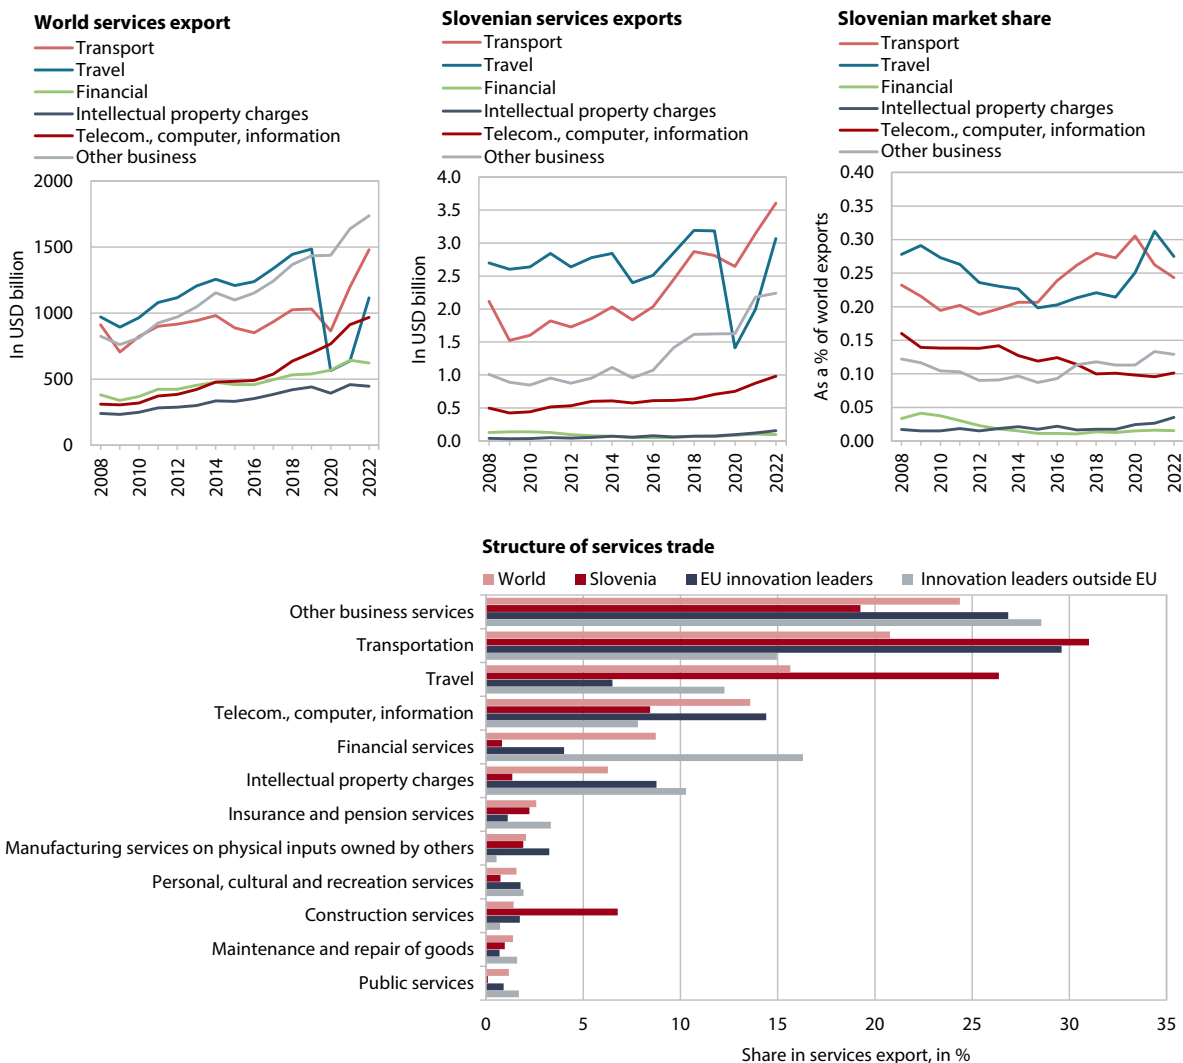 World services export
Transport
Travel
Financial
Intellectual property charges
Telecom., computer, information
Other business
In USD billion
2000
1500
1000
500
0
2008
2010
2012
2014
2016
2018
2020
2022
Slovenian services exports
Transport
Travel
Financial
Intellectual property charges
Telecom., computer, information
Other business
In USD billion
4.0
3.5
3.0
2.5
2.0
1.5
1.0
0.5
0.0
2008
2010
2012
2014
2016
2018
2020
2022
Slovenian market share
Transport
Travel
Financial
Intellectual property charges
Telecom., computer, information
Other business
As a % of world exports
0.40
0.35
0.30
0.25
0.20
0.15
0.10
0.05
0.00
2008
2010
2012
2014
2016
2018
2020
2022
Structure of services trade
World Slovenia EU innovation leaders Innovation leaders outside EU
Other business services
Transportation
Travel
Telecom., computer, information
Financial services
Intellectual property charges
Insurance and pension services
Manufacturing services on physical inputs owned by others
Personal, cultural and recreation services
Construction services
Maintenance and repair of goods
Public services
0 5 10 15 20 25 30 35
Share in services export, in %